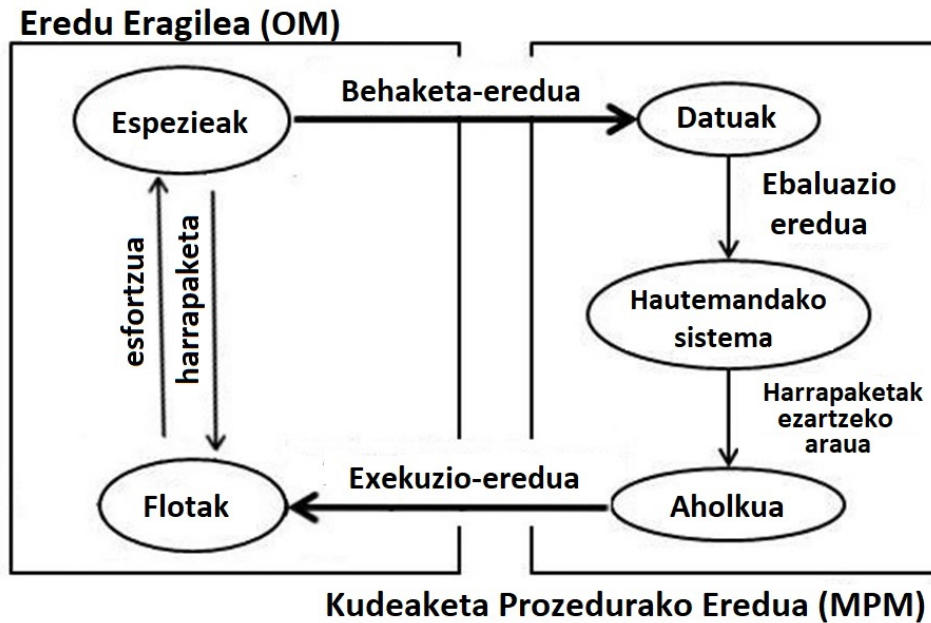 Eredu Eragilea (OM)
Espezieak
Behaketa-eredua
Datuak
Ebaluazio
eredua
esfortzua
harrapaketa
Hautemandako
sistema
Harrapaketak
ezartzeko
araua
Flotak
Exekuzio-eredua
Aholkua
Kudeaketa Prozedurako Eredua (MPM)